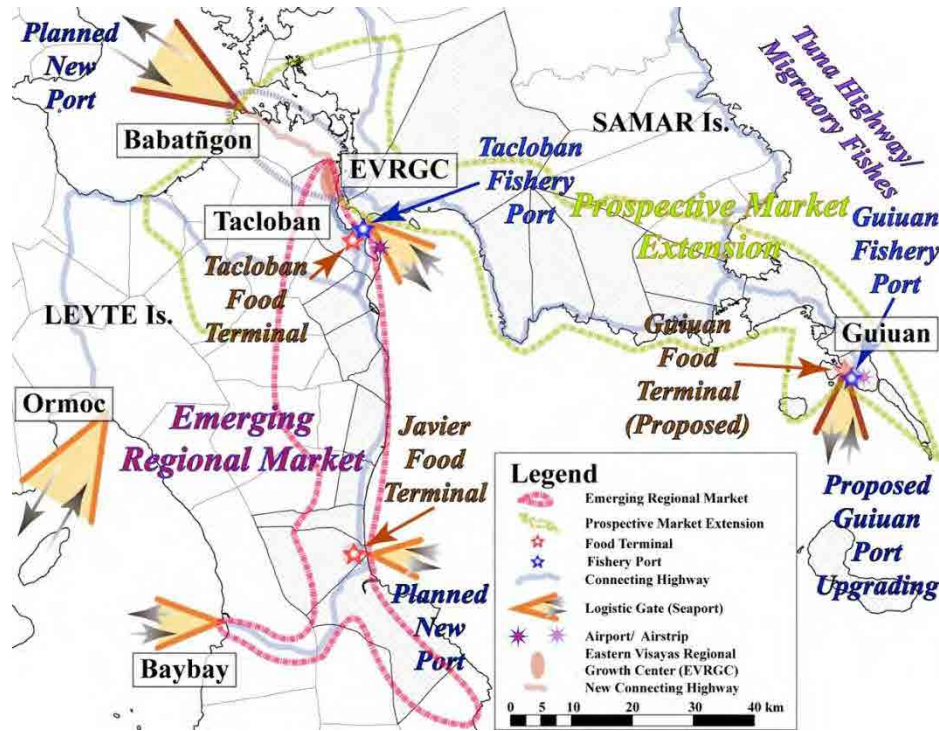 Planned
New
Port
Babatñgon
EVRGC
Tacloban
Tacloban
Fishery
Port
SAMAR Is.
Tuna Highway/
Migratory Fishes
Prospective Market
Extension
Guiuan
Fishery
Port
Tacloban
Food
Terminal
LEYTE Is.
Guiuan
Guiuan
Food
Terminal
(Proposed)
Ormoc
Emerging
Regional Market
Javier
Food
Terminal
Planned
New
Port
Proposed
Guiuan
Port
Upgrading
Baybay
Legend
Emerging Regional Market
Prospective Market Extension
Food Terminal
Fishery Port
Connecting Highway
Logistic Gate (Seaport)
Airport/ Airstrip
Eastern Visayas Regional
Growth Center (EVRGC)
New Connecting Highway
0 5 10 20 30 40 km